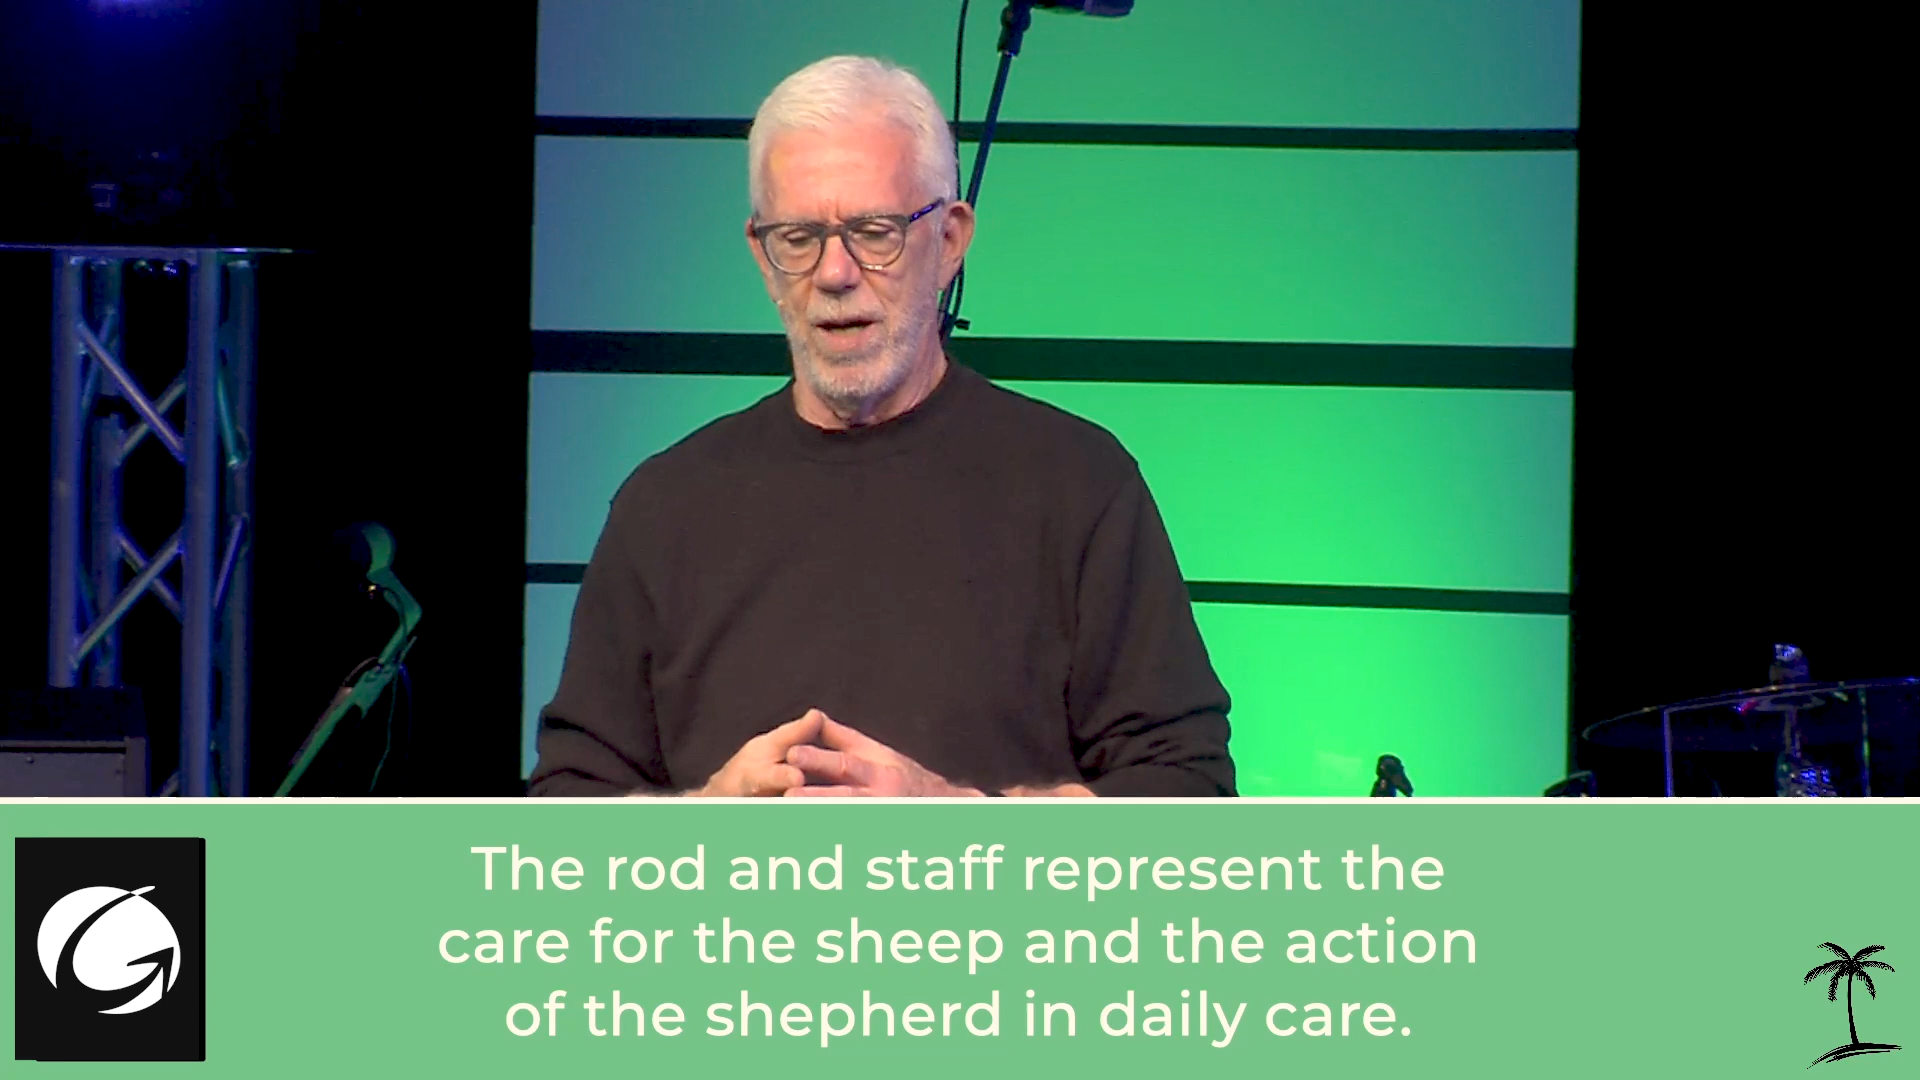 The rod and staff represent the
care for the sheep and the action
of the shepherd in daily care.